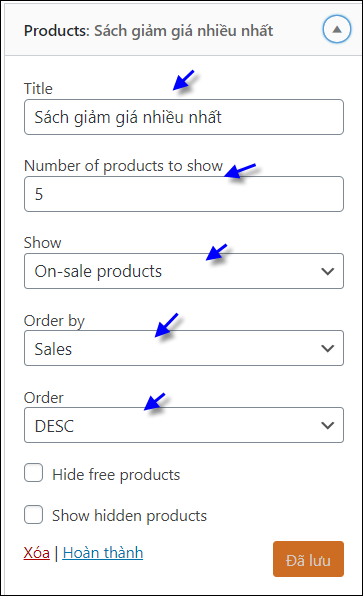 Products: Sách giảm giá nhiều nhất
Title
Sách giảm giá nhiều nhất
Number of products to show
5
Show
On-sale products
Order by
Sales
Order
DESC
Hide free products
Show hidden products
Xóa | Hoàn thành
Đã lưu